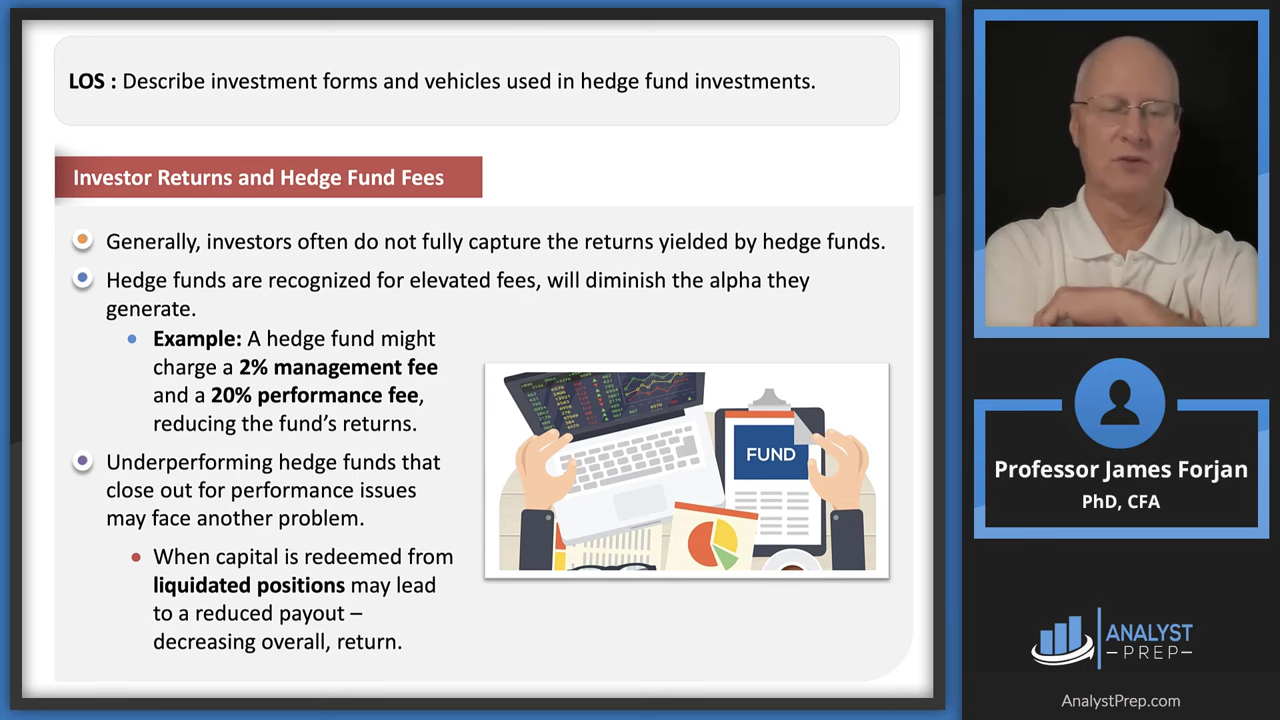 LOS : Describe investment forms and vehicles used in hedge fund investments.
Investor Returns and Hedge Fund Fees
Generally, investors often do not fully capture the returns yielded by hedge funds.
Hedge funds are recognized for elevated fees, will diminish the alpha they
generate.
Example: A hedge fund might
charge a 2% management fee
and a 20% performance fee,
reducing the fund's returns.
Underperforming hedge funds that
close out for performance issues
may face another problem.
When capital is redeemed from
liquidated positions may lead
to a reduced payout –
decreasing overall, return.
FUND
Professor James Forjan
PhD, CFA
ANALYST
–PREP–
AnalystPrep.com